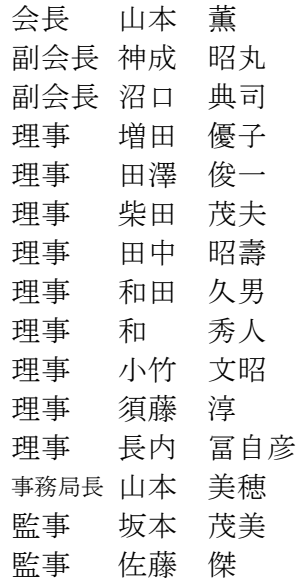 会長 山本 薫
副会長 神成 昭丸
副会長 沼口 典司
理事 増田 優子
理事 田澤 俊一
理事 柴田 茂夫
理事 田中 昭壽
理事 和田 久男
理事 和 秀人
理事 小竹 文昭
理事 須藤 淳
理事 長内 冨自彦
事務局長 山本 美穂
監事 坂本 茂美
監事 佐藤 傑